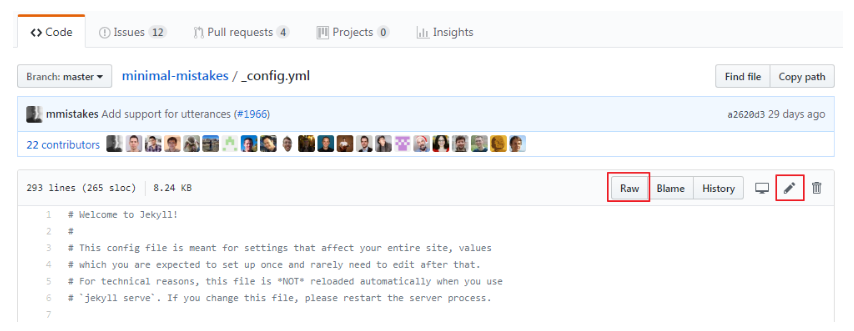 Code Issues 12 Pull requests 4 Projects 0 Insights
Branch: master minimal-mistakes / _config.yml Find file Copy path
mmistakes Add support for utterances (#1966) a2620d3 29 days ago
22 contributors
293 lines (265 sloc) 8.24 KB Raw Blame History
1 # Welcome to Jekyll!
2 #
3 # This config file is meant for settings that affect your entire site, values
4 # which you are expected to set up once and rarely need to edit after that.
5 # For technical reasons, this file is *NOT* reloaded automatically when you use
6 # `jekyll serve`. If you change this file, please restart the server process.
7